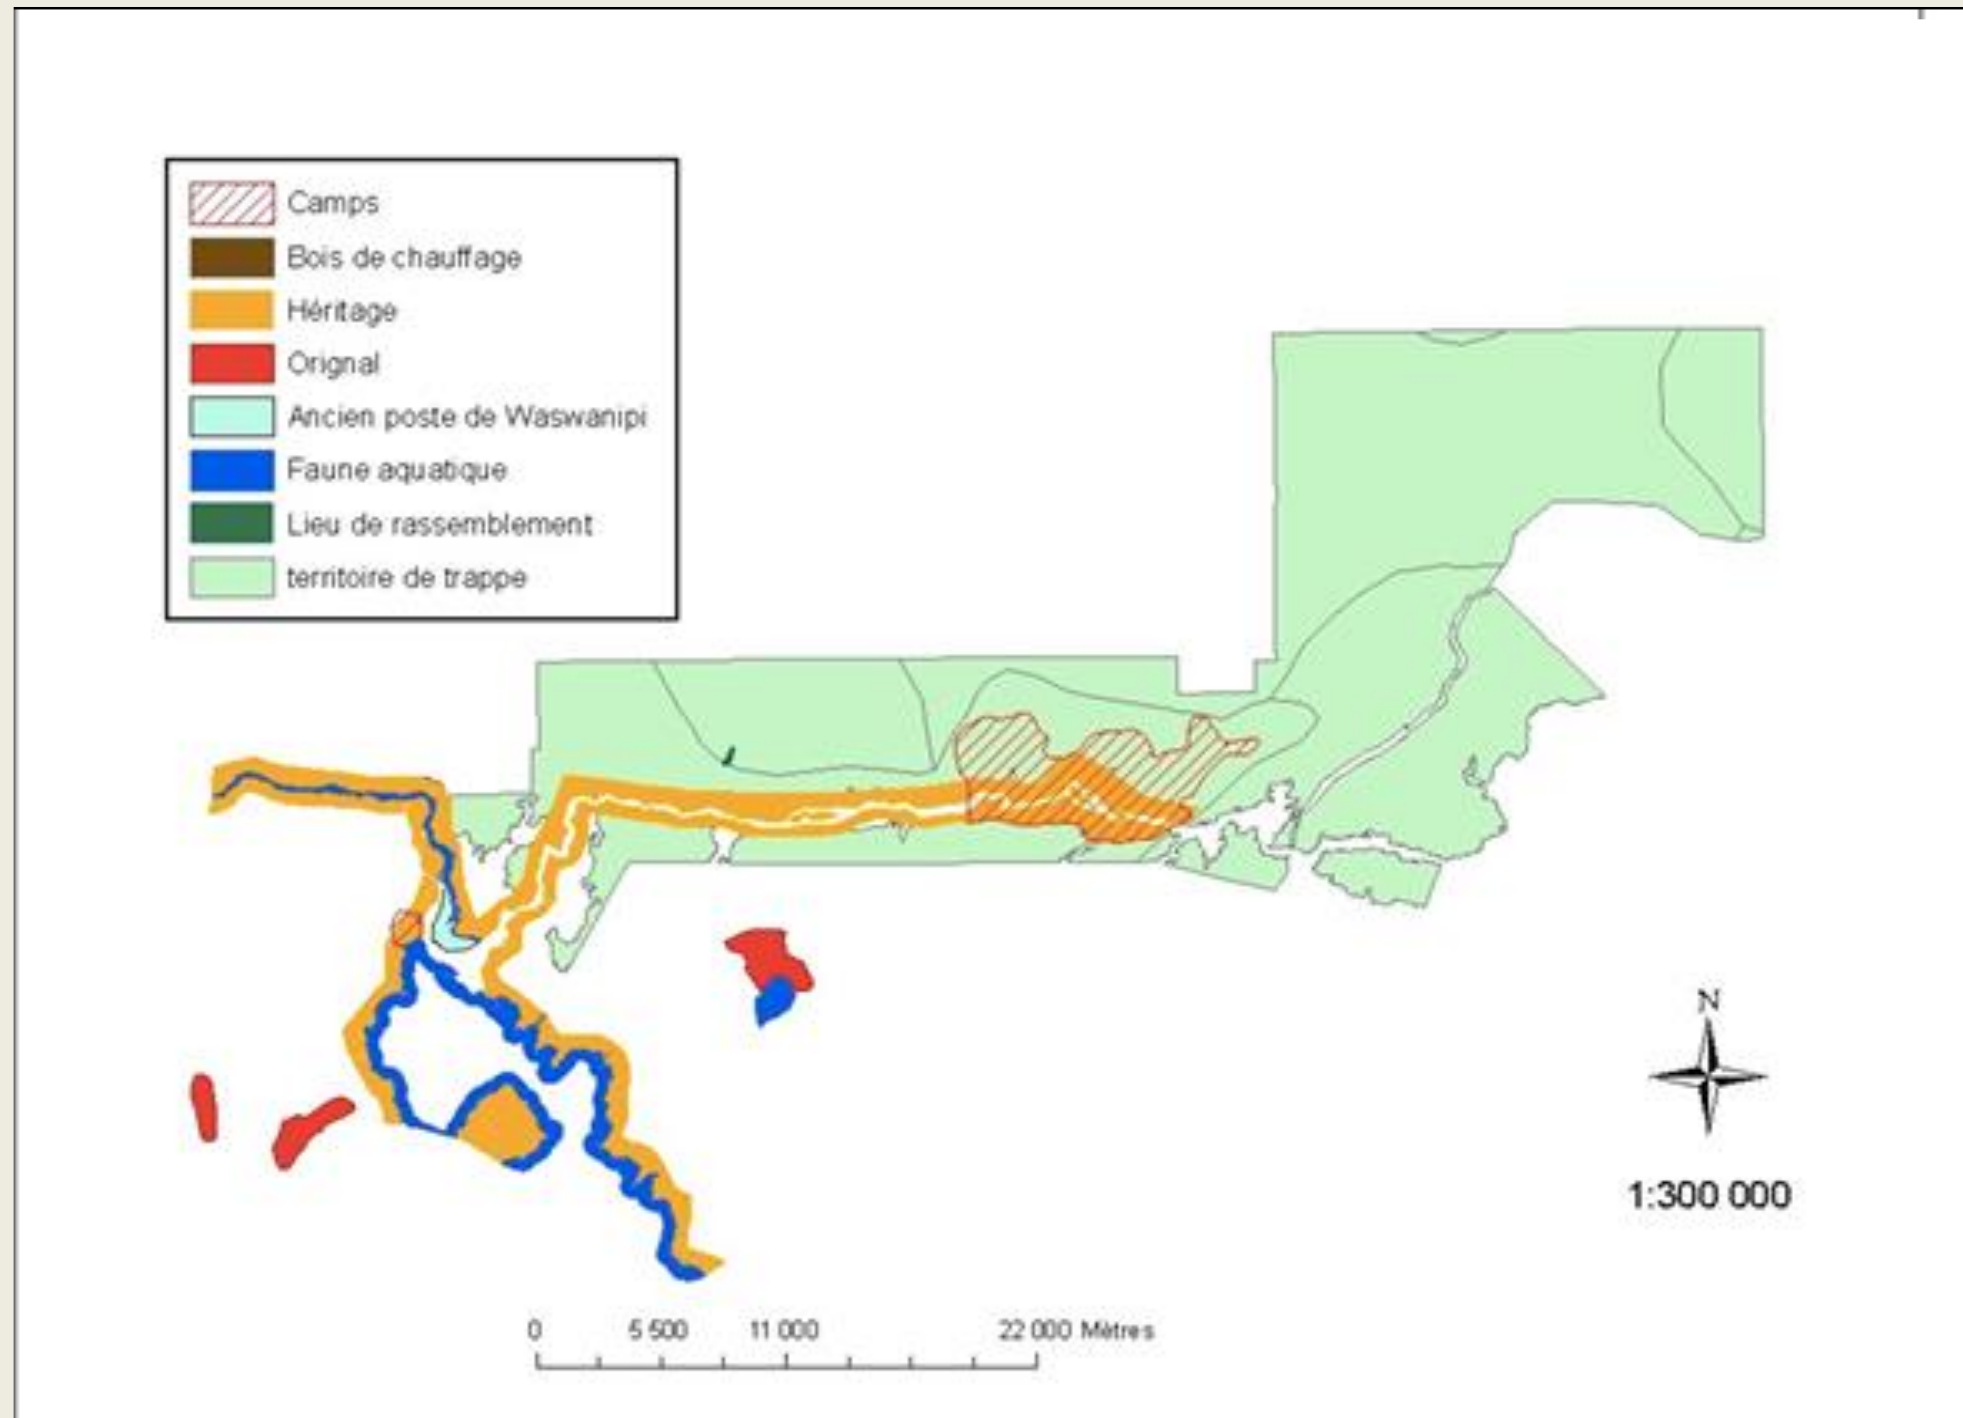 Camps
Bois de chauffage
Héritage
Orignal
Ancien poste de Waswanipi
Faune aquatique
Lieu de rassemblement
territoire de trappe
N
1:300 000
0 5 500 11 000 22 000 Mètres